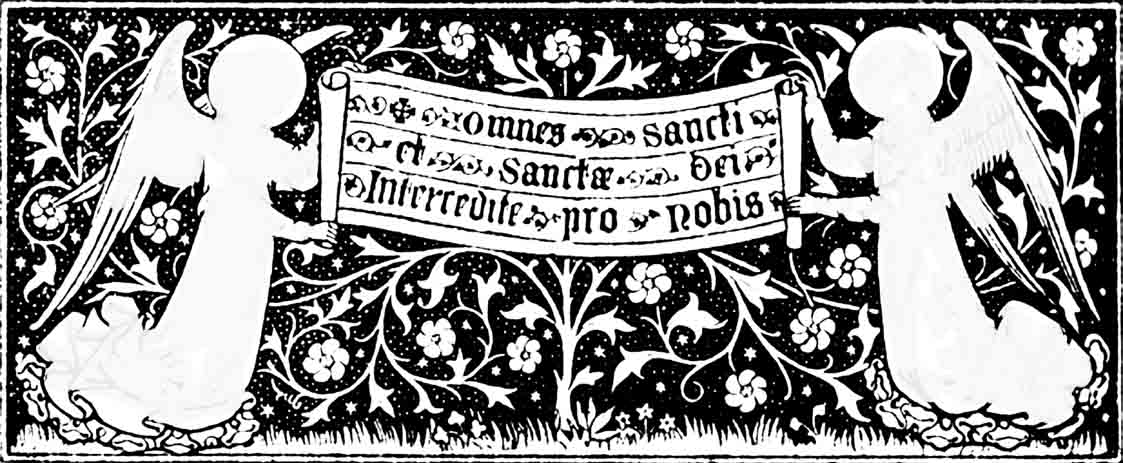 ✠ omnes sancti
et sanctæ dei
Intercedite pro nobis